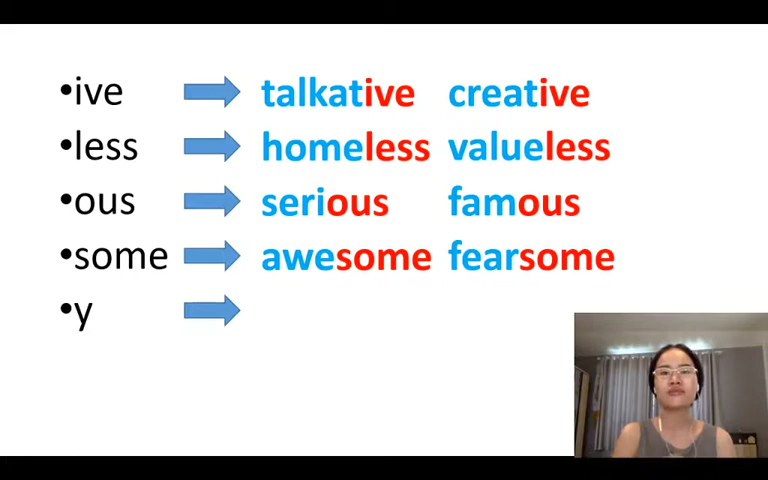 •ive talkative creative
•less homeless valueless
•ous serious famous
•some awesome fearsome
•y